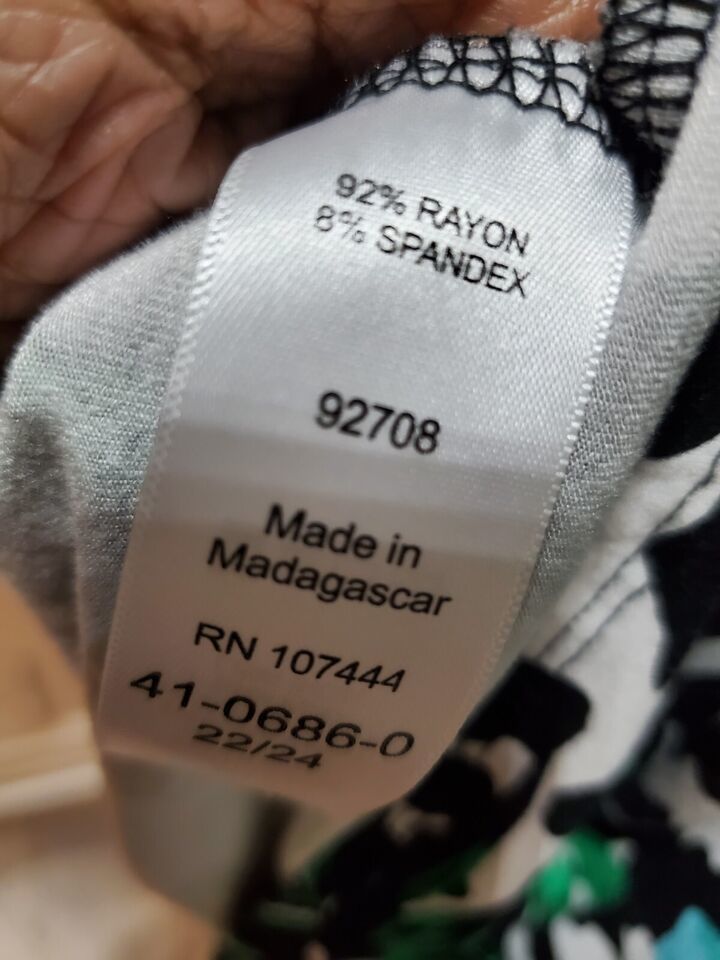 92% RAYON
8% SPANDEX
92708
Made in
Madagascar
RN 107444
41-0686-0
22/24